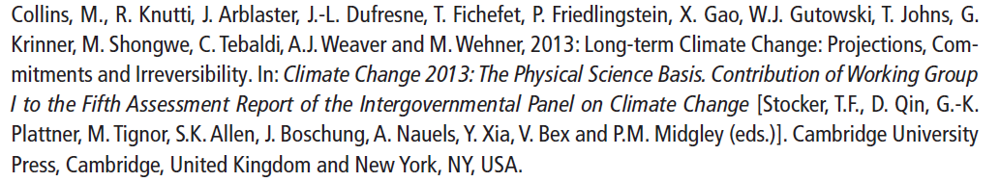 Collins, M., R. Knutti, J. Arblaster, J.-L. Dufresne, T. Fichefet, P. Friedlingstein, X. Gao, W.J. Gutowski, T. Johns, G.
Krinner, M. Shongwe, C. Tebaldi, A.J. Weaver and M. Wehner, 2013: Long-term Climate Change: Projections, Com-
mitments and Irreversibility. In: Climate Change 2013: The Physical Science Basis. Contribution of Working Group
I to the Fifth Assessment Report of the Intergovernmental Panel on Climate Change [Stocker, T.F., D. Qin, G.-K.
Plattner, M. Tignor, S.K. Allen, J. Boschung, A. Nauels, Y. Xia, V. Bex and P.M. Midgley (eds.)]. Cambridge University
Press, Cambridge, United Kingdom and New York, NY, USA.